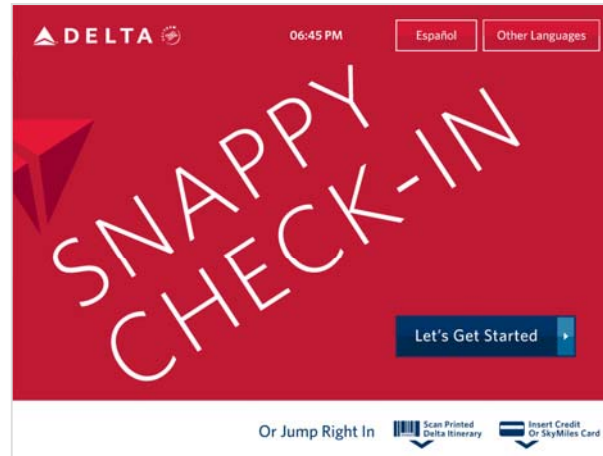 DELTA
06:45 PM
Español
Other Languages
SNAPPY
CHECK-IN
Let's Get Started
Or Jump Right In
Scan Printed
Delta Itinerary
Insert Credit
Or SkyMiles Card